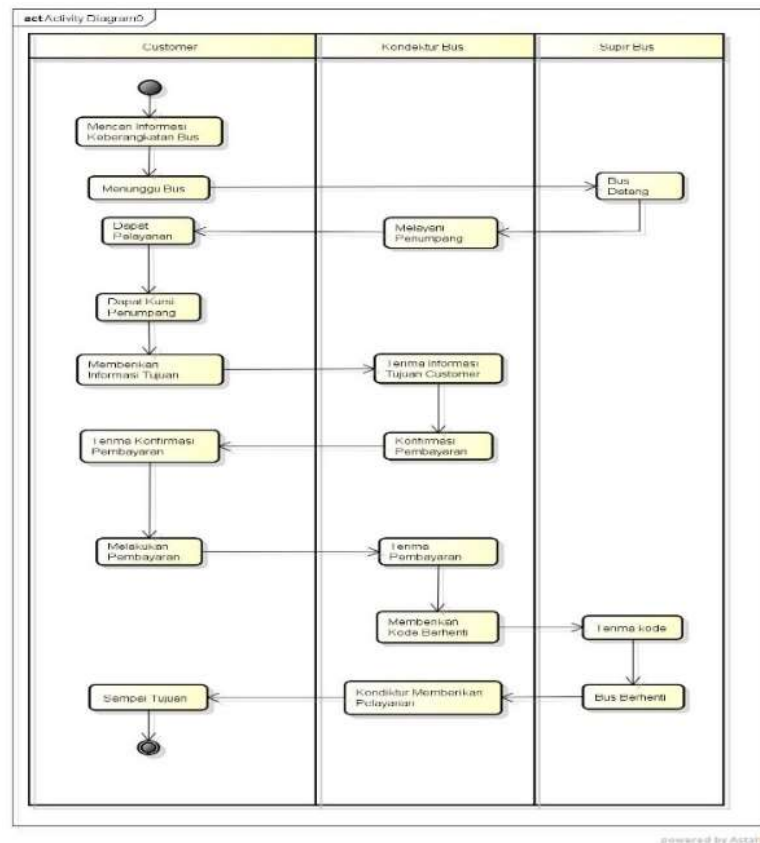 act Activity Diagram0
Customer
Kondektur Bus
Supir Bus
Mencari Informasi
Keberangkatan Bus
Menunggu Bus
Bus
Datang
Dapat
Pelayanan
Melayani
Penumpang
Dapat Kursi
Penumpang
Memberikan
Informasi Tujuan
Terima Informasi
Tujuan Customer
Terima Konfirmasi
Pembayaran
Konfirmasi
Pembayaran
Melakukan
Pembayaran
Terima
Pembayaran
Memberikan
Kode Berhenti
Terima kode
Sampai Tujuan
Kondiktur Memberikan
Pelayanan
Bus Berhenti
powered by Astah